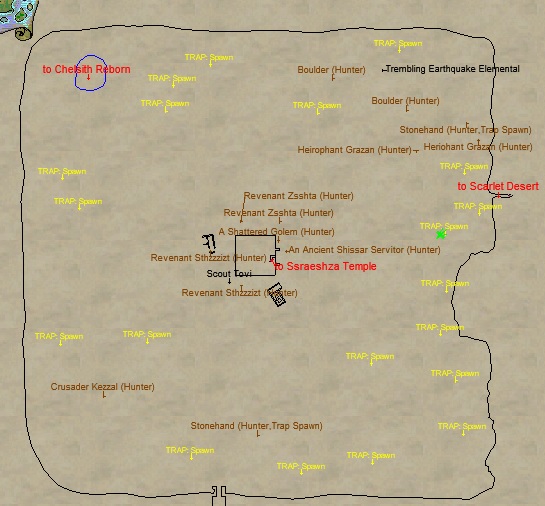 TRAP: Spawn
TRAP: Spawn
to Chelsith Reborn
Boulder (Hunter)
Trembling Earthquake Elemental
TRAP: Spawn
TRAP: Spawn
TRAP: Spawn
Boulder (Hunter)
Stonehand (Hunter,Trap Spawn)
Heirophant Grazan (Hunter)
Heriohant Grazan (Hunter)
TRAP: Spawn
TRAP: Spawn
to Scarlet Desert
Revenant Zsshta (Hunter)
TRAP: Spawn
TRAP: Spawn
Revenant Zsshta (Hunter)
TRAP: Spawn
A Shattered Golem (Hunter)
An Ancient Shissar Servitor (Hunter)
Revenant Sthzzzizt (Hunter)
to Ssraeshza Temple
Scout Tovi
TRAP: Spawn
Revenant Sthzzzizt (Hunter)
TRAP: Spawn
TRAP: Spawn
TRAP: Spawn
TRAP: Spawn
TRAP: Spawn
Crusader Kezzal (Hunter)
Stonehand (Hunter,Trap Spawn)
TRAP: Spawn
TRAP: Spawn
TRAP: Spawn
TRAP: Spawn